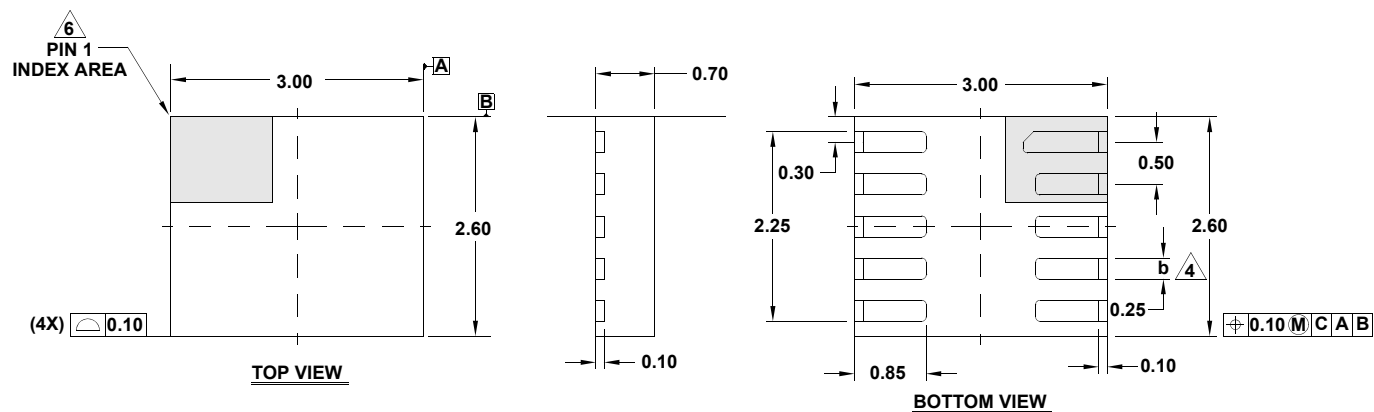 6
PIN 1
INDEX AREA
3.00
A
B
2.60
(4X) 0.10
TOP VIEW
0.70
0.10
3.00
0.30
2.25
0.50
2.60
b 4
0.25
0.10 M C A B
0.85
0.10
BOTTOM VIEW